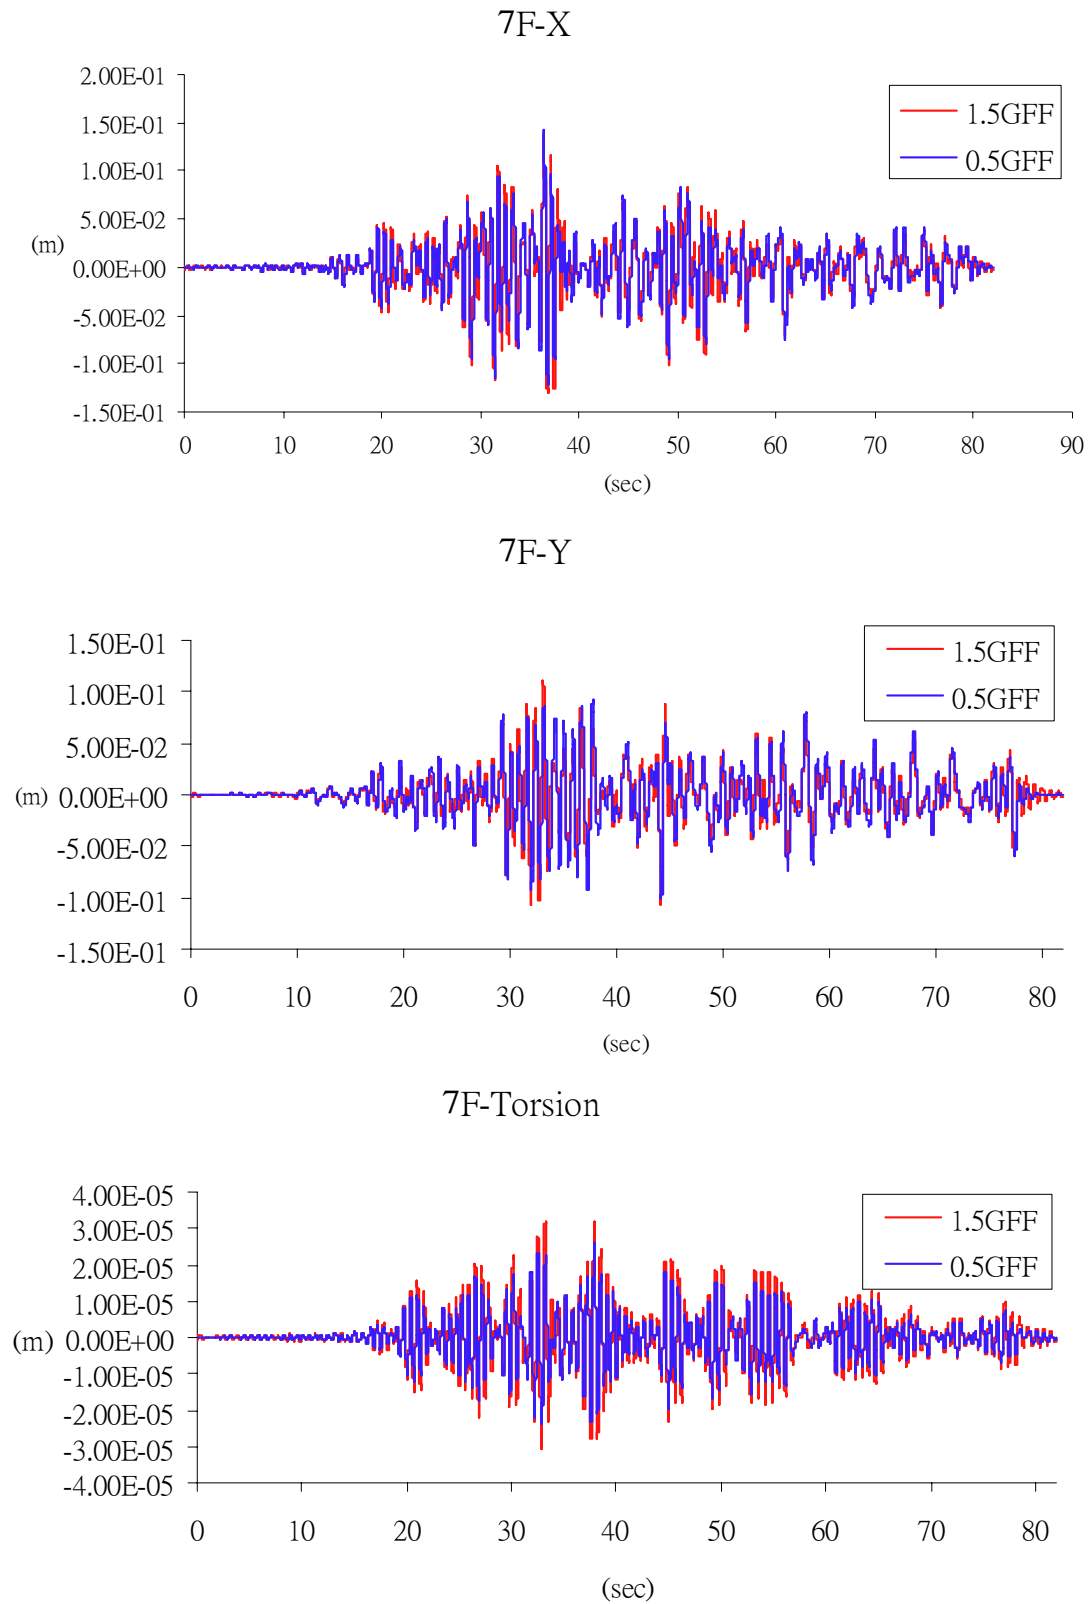 7F-X
2.00E-01
1.50E-01
1.00E-01
5.00E-02
(m)
0.00E+00
-5.00E-02
-1.00E-01
-1.50E-01
1.5GFF
0.5GFF
0 10 20 30 40 50 60 70 80 90
(sec)
7F-Y
1.50E-01
1.00E-01
5.00E-02
(m) 0.00E+00
-5.00E-02
-1.00E-01
-1.50E-01
1.5GFF
0.5GFF
0 10 20 30 40 50 60 70 80
(sec)
7F-Torsion
4.00E-05
3.00E-05
2.00E-05
1.00E-05
(m) 0.00E+00
-1.00E-05
-2.00E-05
-3.00E-05
-4.00E-05
1.5GFF
0.5GFF
0 10 20 30 40 50 60 70 80
(sec)